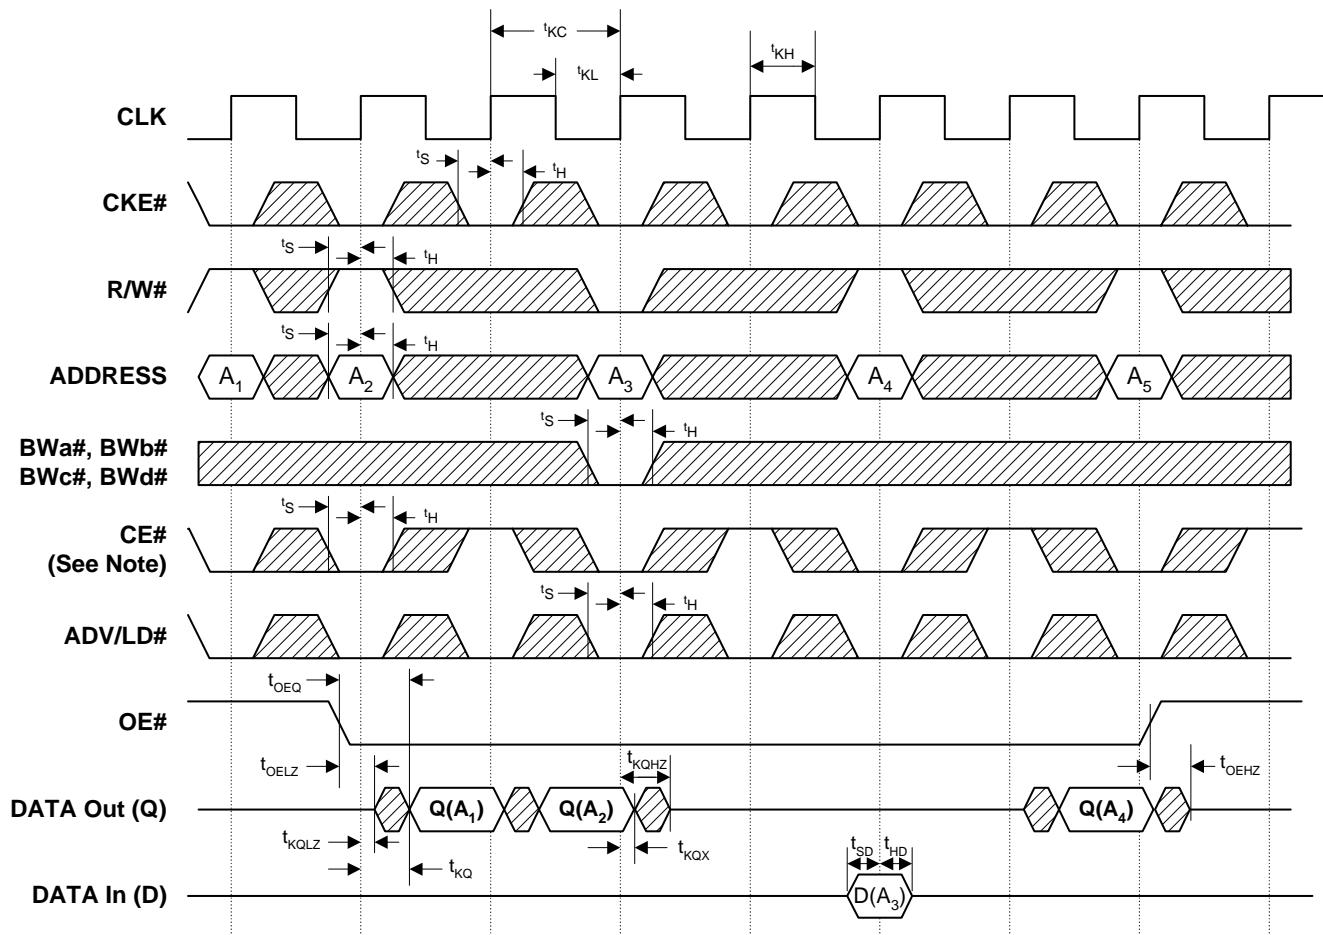 tKC
tKH
tKL
CLK
tS
tH
CKE#
tS
tH
R/W#
tS
tH
ADDRESS
A1
A2
A3
A4
A5
tS
tH
BWa#, BWb#
BWc#, BWd#
tS
tH
CE#
(See Note)
tS
tH
ADV/LD#
tOEQ
OE#
tOELZ
tKQHZ
tOEHZ
DATA Out (Q)
Q(A1)
Q(A2)
Q(A4)
tKQLZ
tKQX
tKQ
tSD
tHD
DATA In (D)
D(A3)